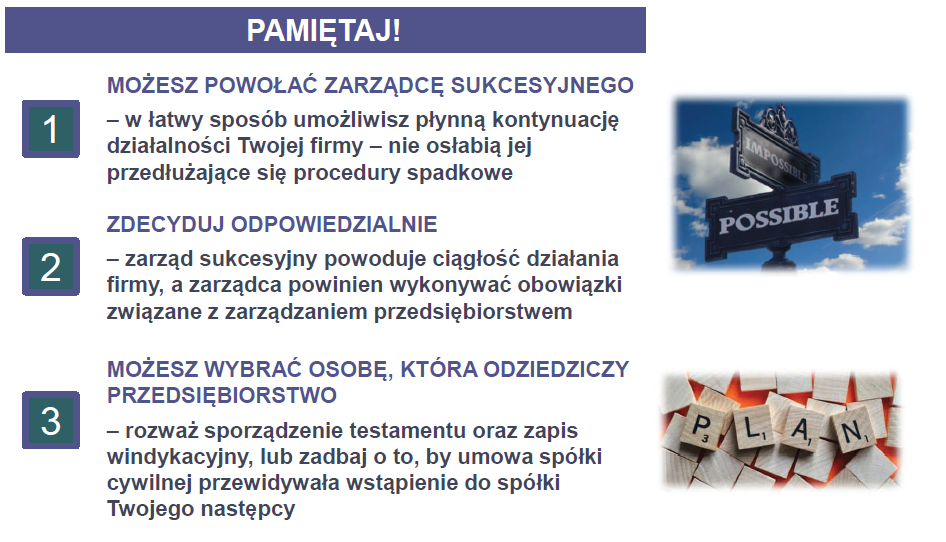 PAMIĘTAJ!
1
MOŻESZ POWOŁAĆ ZARZĄDCĘ SUKCESYJNEGO
– w łatwy sposób umożliwisz płynną kontynuację
działalności Twojej firmy – nie osłabią jej
przedłużające się procedury spadkowe
IMPOSSIBLE
POSSIBLE
2
ZDECYDUJ ODPOWIEDZIALNIE
– zarząd sukcesyjny powoduje ciągłość działania
firmy, a zarządca powinien wykonywać obowiązki
związane z zarządzaniem przedsiębiorstwem
3
MOŻESZ WYBRAĆ OSOBĘ, KTÓRA ODZIEDZICZY
PRZEDSIĘBIORSTWO
– rozważ sporządzenie testamentu oraz zapis
windykacyjny, lub zadbaj o to, by umowa spółki
cywilnej przewidywała wstąpienie do spółki
Twojego następcy
P3 L1 A1 N1